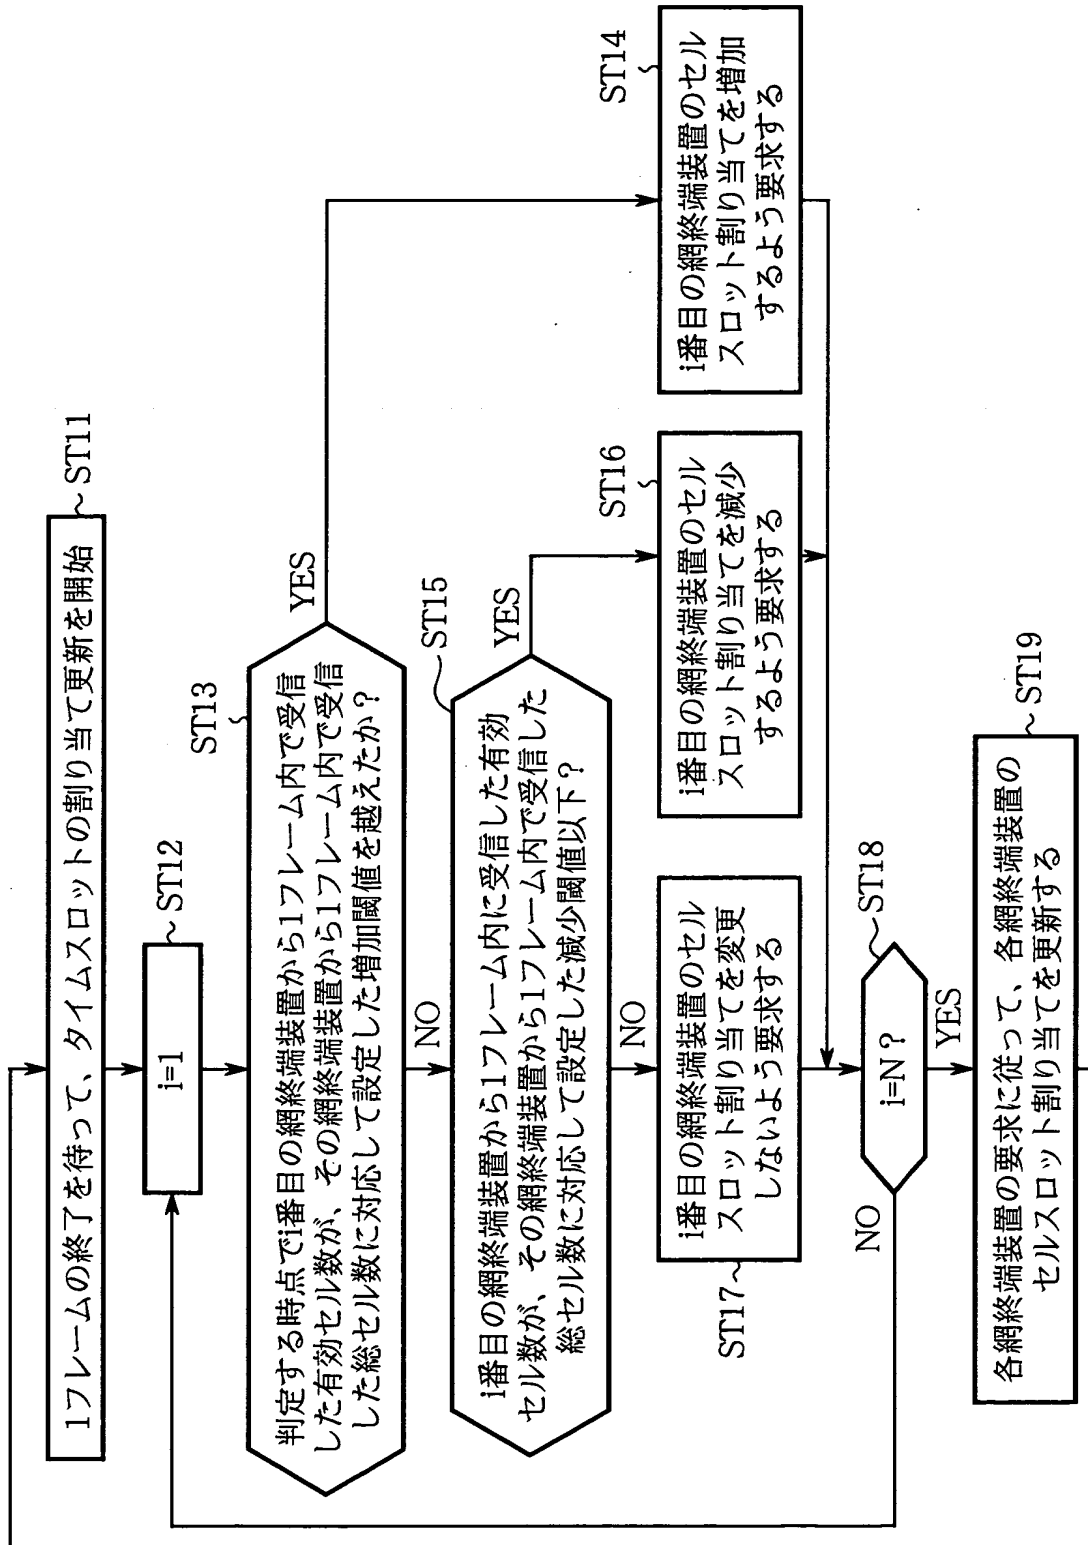 1フレームの終了を待って、タイムスロットの割り当て更新を開始
ST11
i=1
ST12
判定する時点でi番目の網終端装置から1フレーム内で受信
した有効セル数が、その網終端装置から1フレーム内で受信
した総セル数に対応して設定した増加閾値を越えたか?
ST13
YES
NO
i番目の網終端装置のセル
スロット割り当てを増加
するよう要求する
ST14
i番目の網終端装置から1フレーム内に受信した有効
セル数が、その網終端装置から1フレーム内で受信した
総セル数に対応して設定した減少閾値以下?
ST15
YES
NO
i番目の網終端装置のセル
スロット割り当てを減少
するよう要求する
ST16
i番目の網終端装置のセル
スロット割り当てを変更
しないよう要求する
ST17
i=N?
ST18
NO
YES
各網終端装置の要求に従って、各網終端装置の
セルスロット割り当てを更新する
ST19